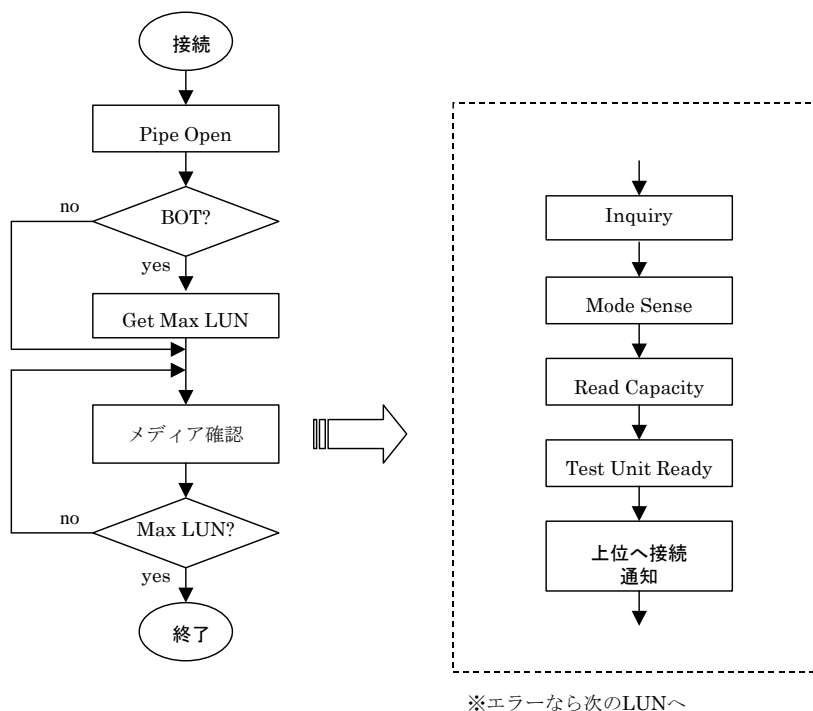 接続
Pipe Open
BOT?
no
yes
Get Max LUN
メディア確認
Max LUN?
no
yes
終了
Inquiry
Mode Sense
Read Capacity
Test Unit Ready
上位へ接続
通知
※エラーなら次のLUNへ